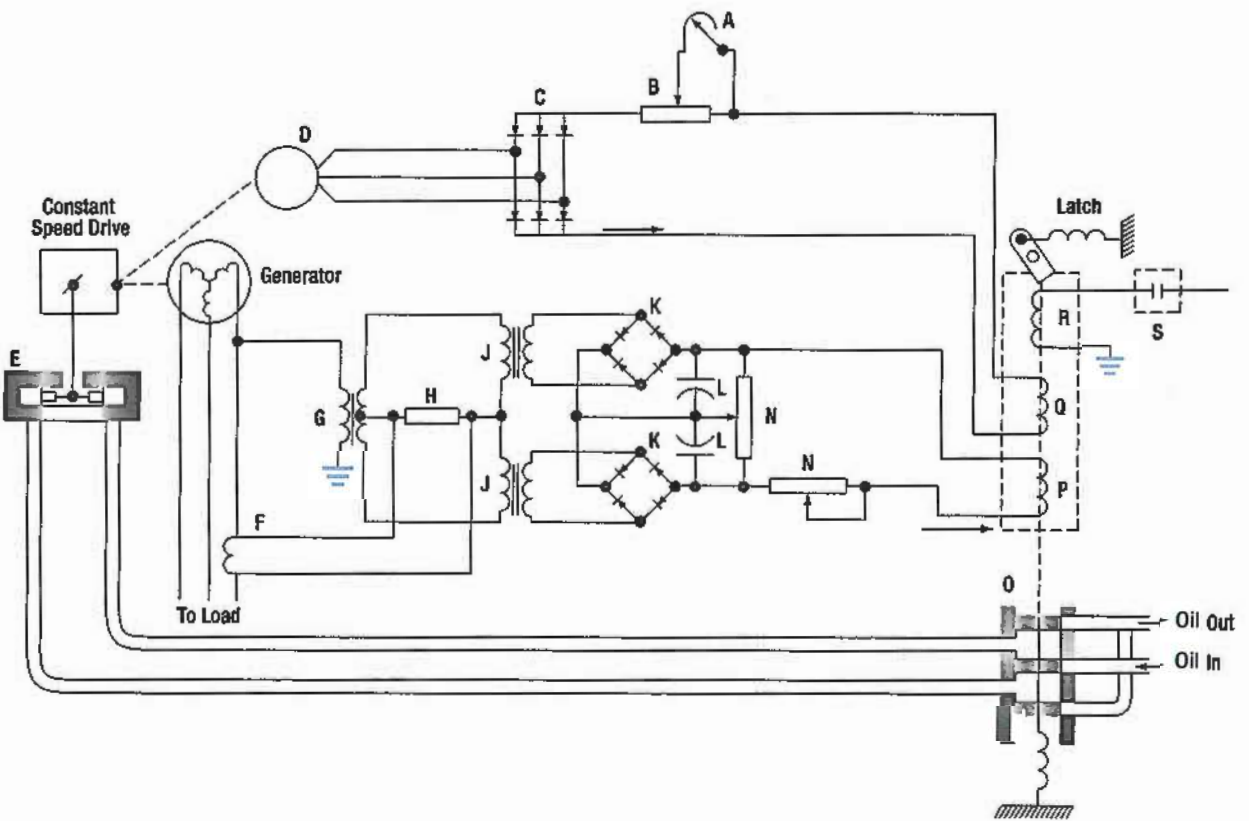 A
B
C
D
Constant
Speed Drive
Generator
Latch
R
S
E
K
J
H
L
G
Q
N
K
L
N
J
P
F
O
To Load
Oil Out
Oil In